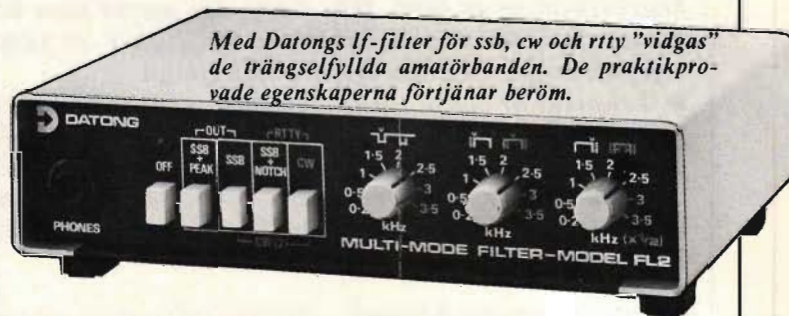 Med Datongs lf-filter för ssb, cw och rtty "vidgas"
de trängselfyllda amatörbanden. De praktikpro-
vade egenskaperna förtjänar beröm.
DATONG
OUT RTTY
OFF SSB + PEAK SSB SSB + NOTCH CW
PHONES
0·2 0·5 1 1·5 2 2·5 3 3·5
kHz
0·2 0·5 1 1·5 2 2·5 3 3·5
kHz
0·2 0·5 1 1·5 2 2·5 3 3·5
kHz
MULTI-MODE FILTER–MODEL FL2